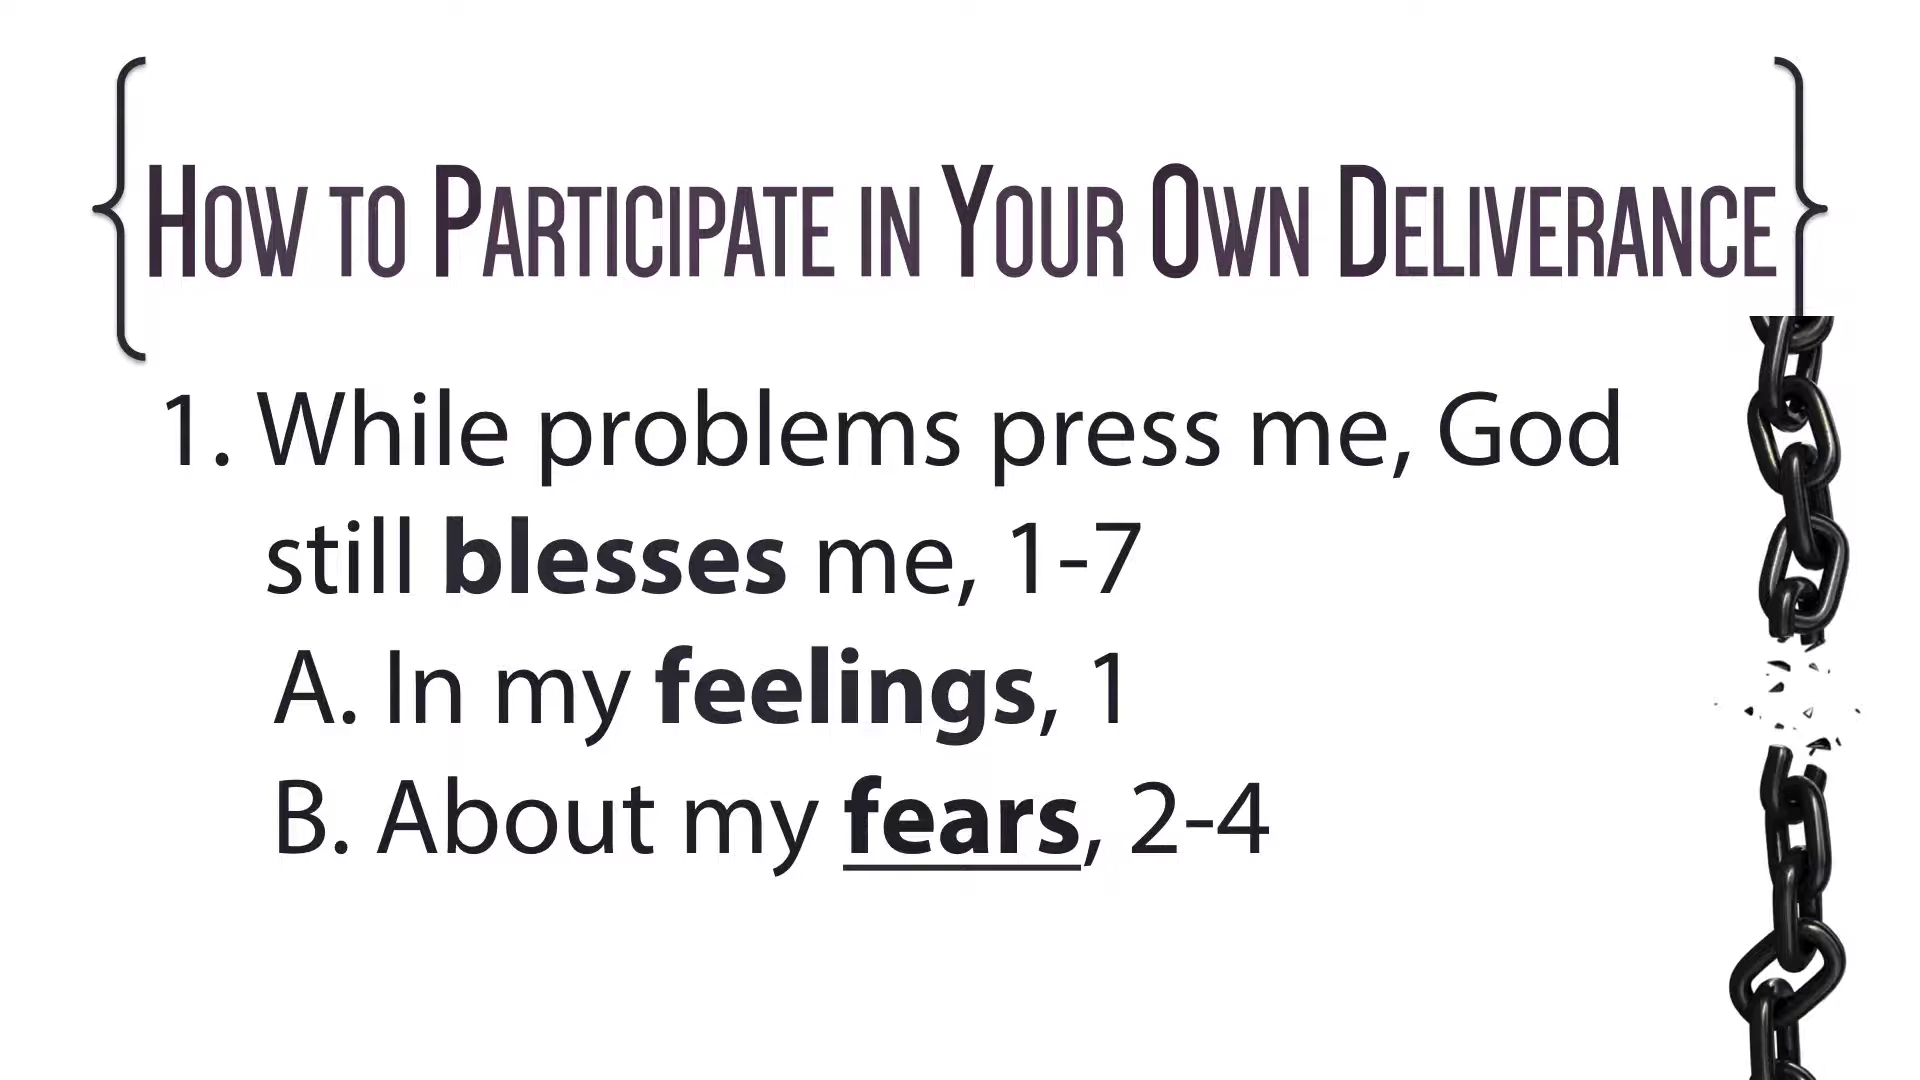 How to Participate in Your Own Deliverance
1. While problems press me, God
still blesses me, 1-7
A. In my feelings, 1
B. About my fears, 2-4